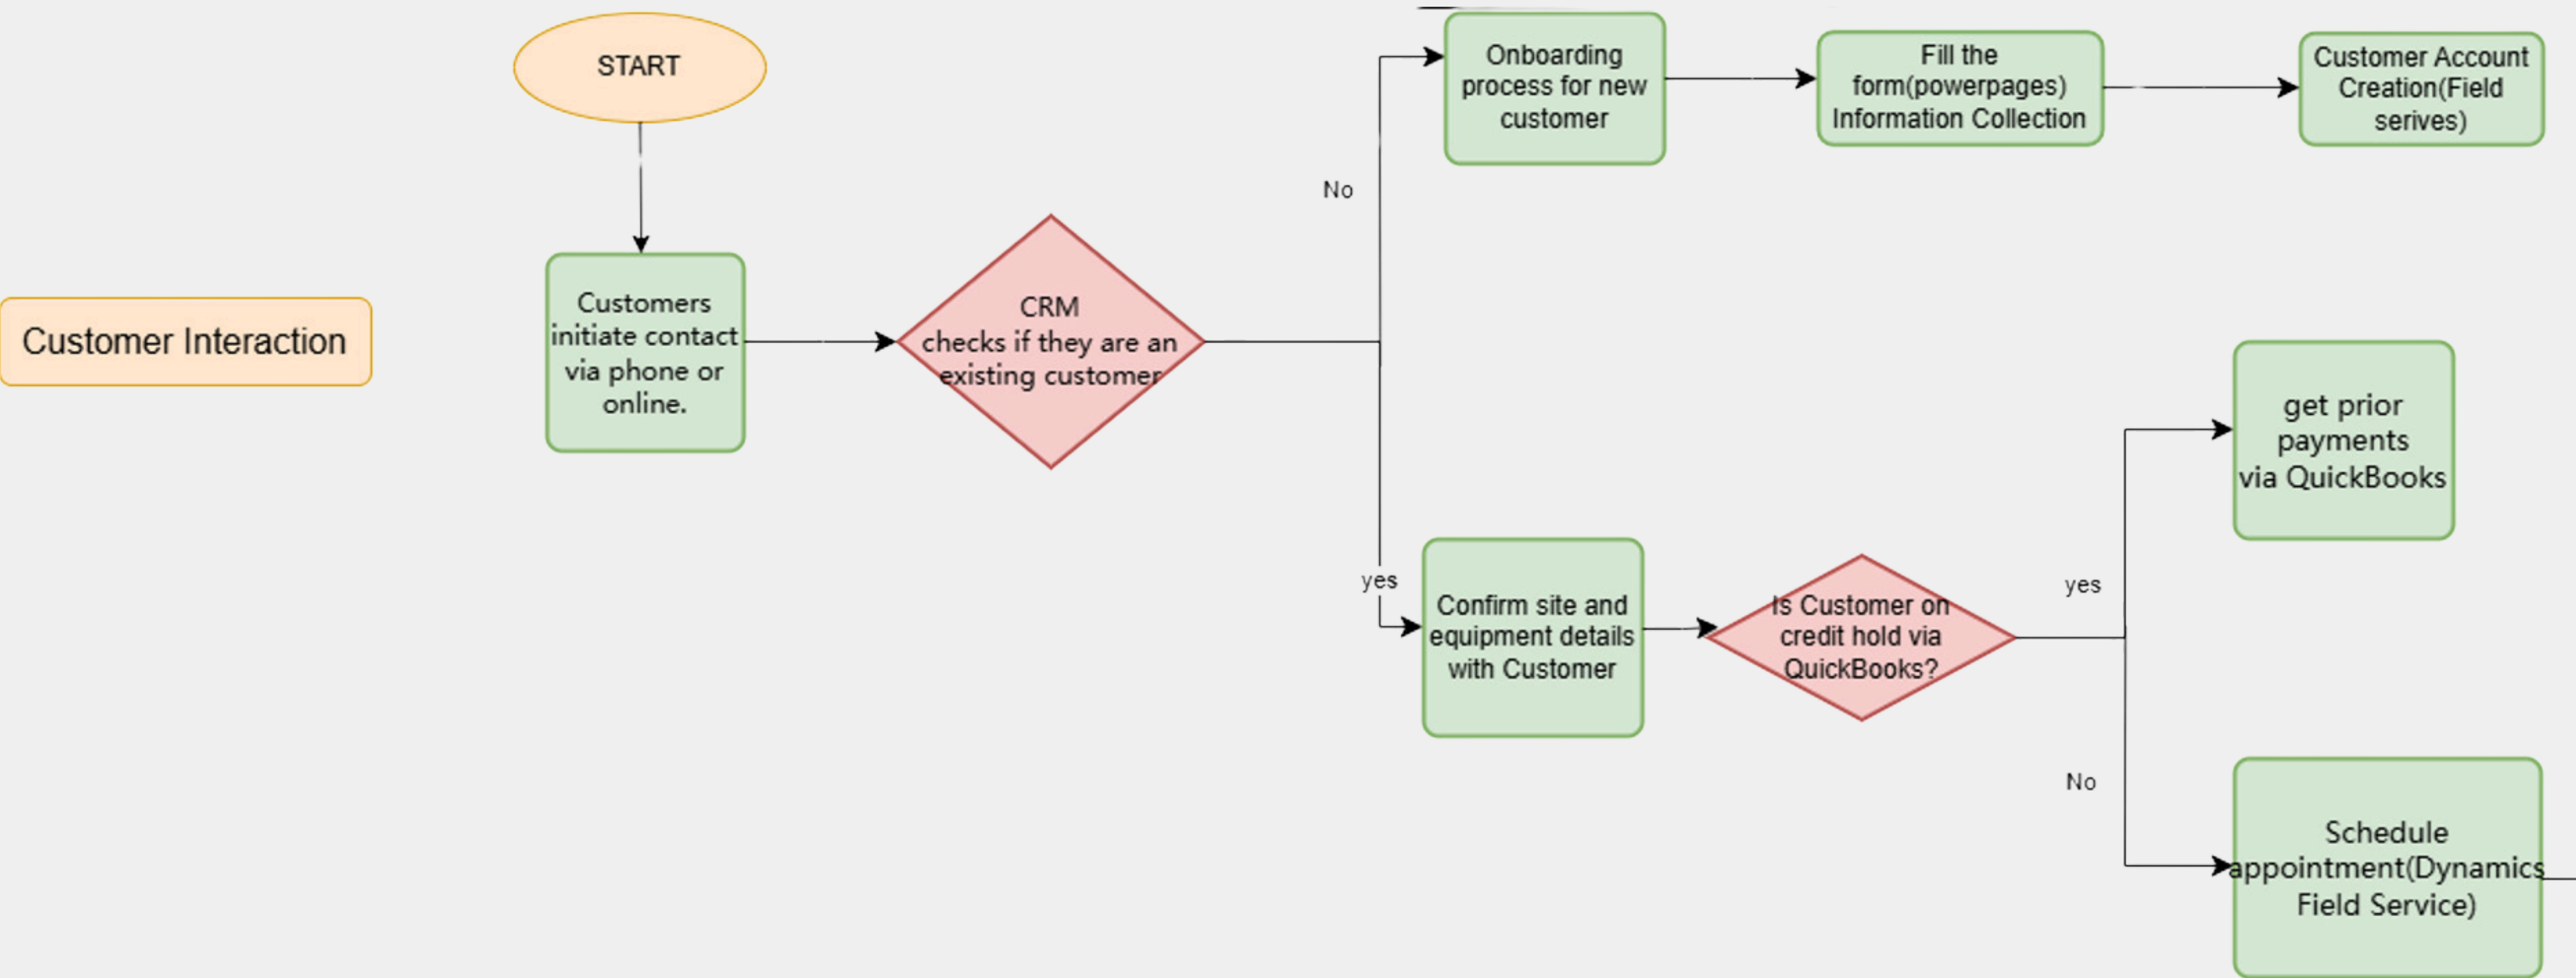 START
Customer Interaction
Customers
initiate contact
via phone or
online.
CRM
checks if they are an
existing customer
No
Onboarding
process for new
customer
Fill the
form(powerpages)
Information Collection
Customer Account
Creation(Field
serives)
yes
Confirm site and
equipment details
with Customer
Is Customer on
credit hold via
QuickBooks?
yes
get prior
payments
via QuickBooks
No
Schedule
appointment(Dynamics
Field Service)